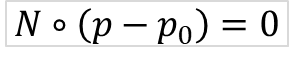 N ∘ (p − p₀) = 0